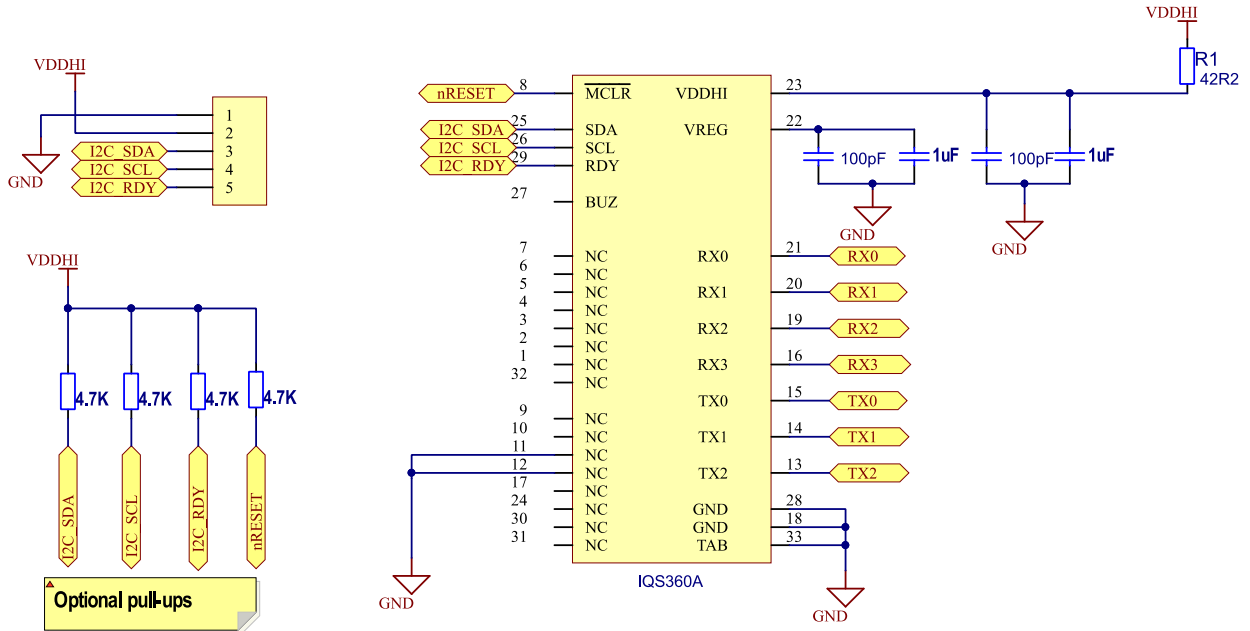 VDDHI
1
2
I2C_SDA 3
I2C_SCL 4
I2C_RDY 5
GND
VDDHI
4.7K 4.7K 4.7K 4.7K
I2C_SDA I2C_SCL I2C_RDY nRESET
Optional pull-ups
nRESET 8 MCLR
I2C_SDA 25 SDA
I2C_SCL 26 SCL
I2C_RDY 29 RDY
27 BUZ
7 NC
6 NC
5 NC
4 NC
3 NC
2 NC
1 NC
32 NC
9 NC
10 NC
11 NC
12 NC
17 NC
24 NC
30 NC
31 NC
GND
VDDHI 23
VREG 22
RX0 21 RX0
RX1 20 RX1
RX2 19 RX2
RX3 16 RX3
TX0 15 TX0
TX1 14 TX1
TX2 13 TX2
GND 28
GND 18
TAB 33
IQS360A
GND
100pF 1uF
GND
100pF 1uF
GND
VDDHI
R1
42R2